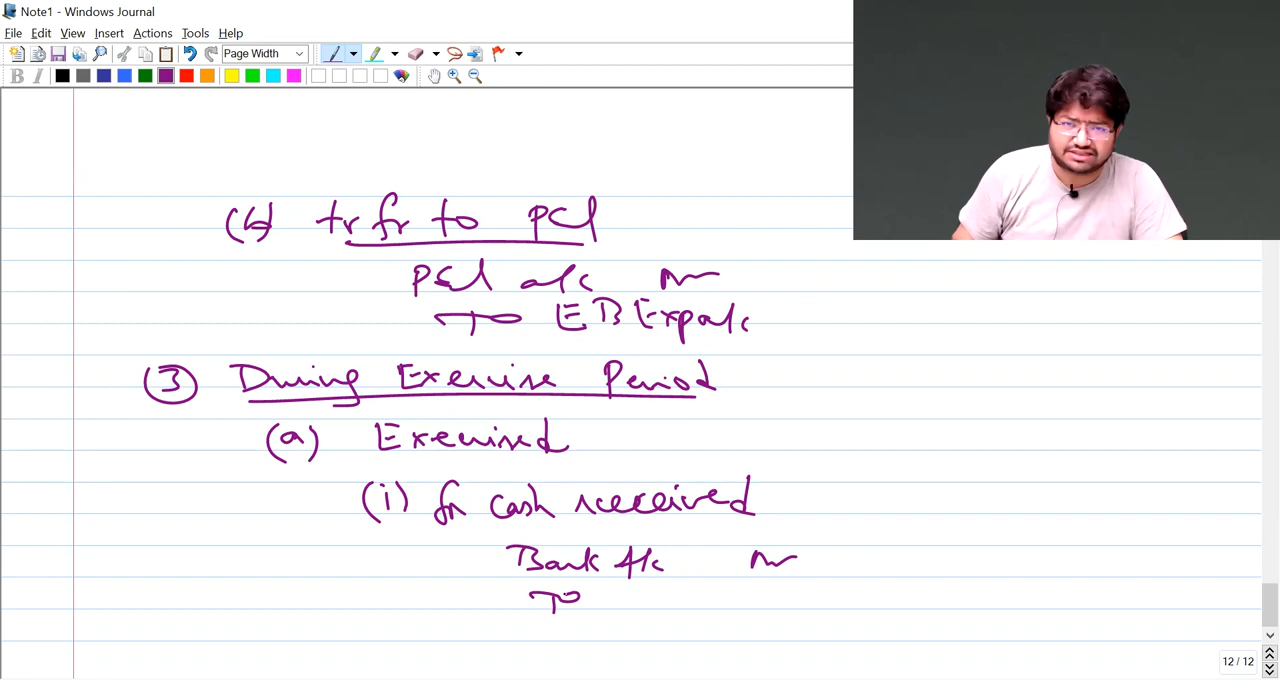 Note1 - Windows Journal
File Edit View Insert Actions Tools Help
Page Width
B I
(b) trfr to P&l
P&l a/c Dr
To EB Exp a/c
(3) During Exercise Period
(a) Exercised
(i) for cash received
Bank A/c Dr
To
12 / 12